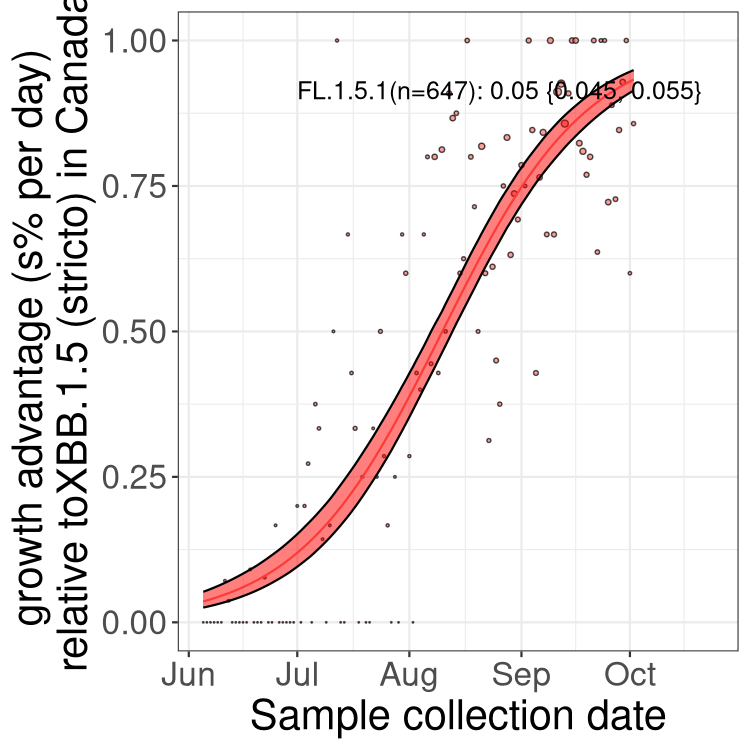 growth advantage (s% per day)
relative toXBB.1.5 (stricto) in Canada
1.00
0.75
0.50
0.25
0.00
FL.1.5.1(n=647): 0.05 {0.045, 0.055}
Jun Jul Aug Sep Oct
Sample collection date